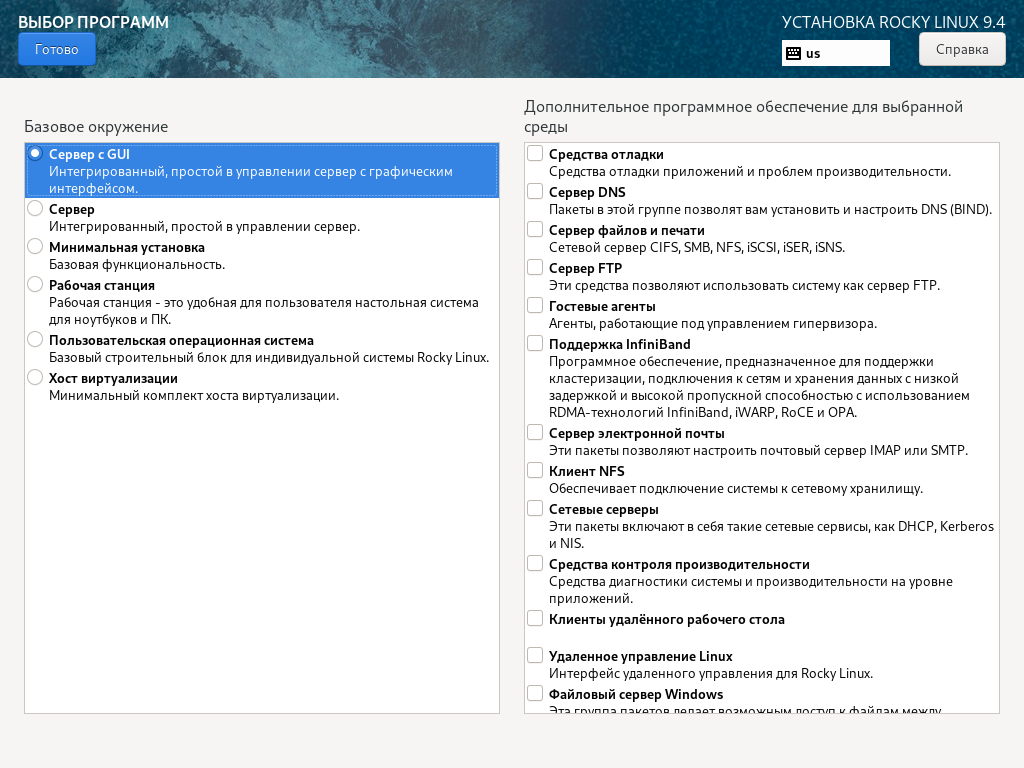 ВЫБОР ПРОГРАММ
УСТАНОВКА ROCKY LINUX 9.4
Готово
us
Справка
Базовое окружение
Сервер с GUI
Интегрированный, простой в управлении сервер с графическим
интерфейсом.
Сервер
Интегрированный, простой в управлении сервер.
Минимальная установка
Базовая функциональность.
Рабочая станция
Рабочая станция - это удобная для пользователя настольная система
для ноутбуков и ПК.
Пользовательская операционная система
Базовый строительный блок для индивидуальной системы Rocky Linux.
Хост виртуализации
Минимальный комплект хоста виртуализации.
Дополнительное программное обеспечение для выбранной
среды
Средства отладки
Средства отладки приложений и проблем производительности.
Сервер DNS
Пакеты в этой группе позволят вам установить и настроить DNS (BIND).
Сервер файлов и печати
Сетевой сервер CIFS, SMB, NFS, iSCSI, iSER, iSNS.
Сервер FTP
Эти средства позволяют использовать систему как сервер FTP.
Гостевые агенты
Агенты, работающие под управлением гипервизора.
Поддержка InfiniBand
Программное обеспечение, предназначенное для поддержки
кластеризации, подключения к сетям и хранения данных с низкой
задержкой и высокой пропускной способностью с использованием
RDMA-технологий InfiniBand, iWARP, RoCE и OPA.
Сервер электронной почты
Эти пакеты позволяют настроить почтовый сервер IMAP или SMTP.
Клиент NFS
Обеспечивает подключение системы к сетевому хранилищу.
Сетевые серверы
Эти пакеты включают в себя такие сетевые сервисы, как DHCP, Kerberos
и NIS.
Средства контроля производительности
Средства диагностики системы и производительности на уровне
приложений.
Клиенты удалённого рабочего стола
Удаленное управление Linux
Интерфейс удаленного управления для Rocky Linux.
Файловый сервер Windows
Эта группа пакетов делает возможным доступ к файлам между